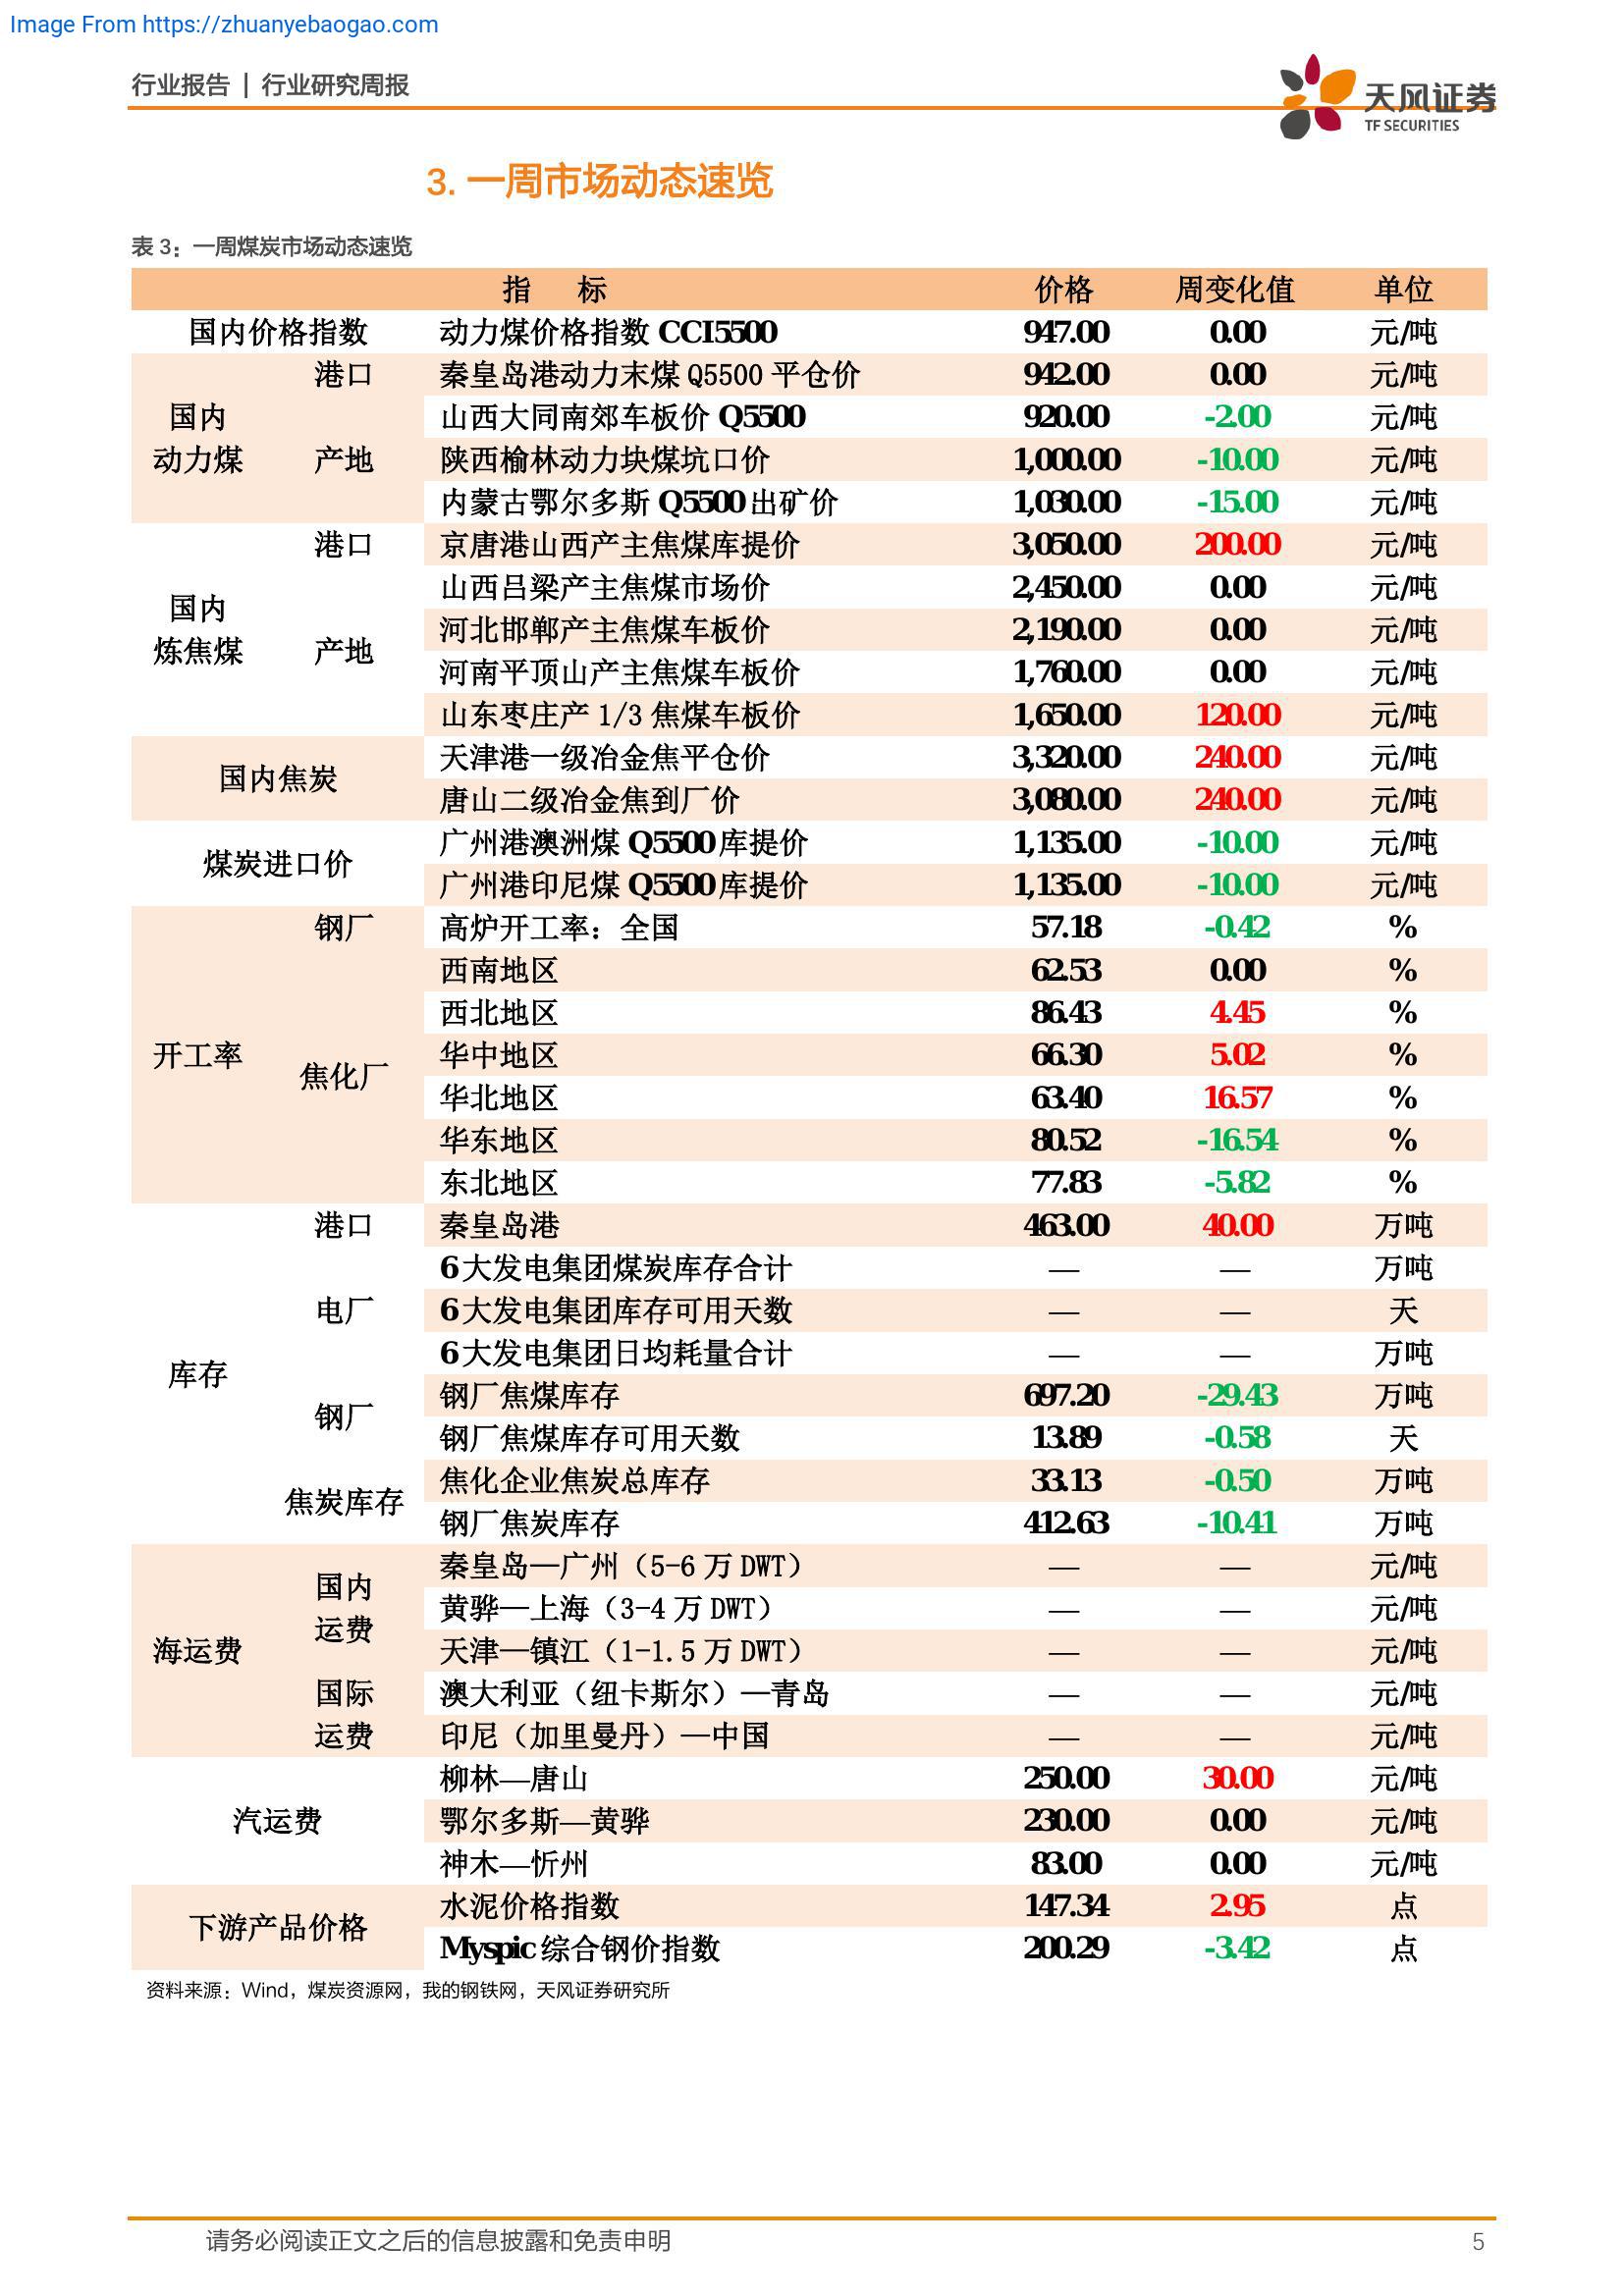 Image From https://zhuanyebaogao.com
行业报告 | 行业研究周报
天风证券
TF SECURITIES
3. 一周市场动态速览
表 3：一周煤炭市场动态速览
指 标 价格 周变化值 单位
国内价格指数 动力煤价格指数 CCI5500 947.00 0.00 元/吨
港口 秦皇岛港动力末煤 Q5500 平仓价 942.00 0.00 元/吨
国内 山西大同南郊车板价 Q5500 920.00 -2.00 元/吨
动力煤 产地 陕西榆林动力块煤坑口价 1,000.00 -10.00 元/吨
内蒙古鄂尔多斯 Q5500 出矿价 1,030.00 -15.00 元/吨
港口 京唐港山西产主焦煤库提价 3,050.00 200.00 元/吨
国内 山西吕梁产主焦煤市场价 2,450.00 0.00 元/吨
河北邯郸产主焦煤车板价 2,190.00 0.00 元/吨
炼焦煤 产地 河南平顶山产主焦煤车板价 1,760.00 0.00 元/吨
山东枣庄产 1/3 焦煤车板价 1,650.00 120.00 元/吨
国内焦炭 天津港一级冶金焦平仓价 3,320.00 240.00 元/吨
唐山二级冶金焦到厂价 3,080.00 240.00 元/吨
煤炭进口价 广州港澳洲煤 Q5500 库提价 1,135.00 -10.00 元/吨
广州港印尼煤 Q5500 库提价 1,135.00 -10.00 元/吨
钢厂 高炉开工率：全国 57.18 -0.42 %
西南地区 62.53 0.00 %
西北地区 86.43 4.45 %
开工率 华中地区 66.30 5.02 %
焦化厂 华北地区 63.40 16.57 %
华东地区 80.52 -16.54 %
东北地区 77.83 -5.82 %
港口 秦皇岛港 463.00 40.00 万吨
6 大发电集团煤炭库存合计 — — 万吨
电厂 6 大发电集团库存可用天数 — — 天
6 大发电集团日均耗量合计 — — 万吨
库存 钢厂焦煤库存 697.20 -29.43 万吨
钢厂 钢厂焦煤库存可用天数 13.89 -0.58 天
焦炭库存 焦化企业焦炭总库存 33.13 -0.50 万吨
钢厂焦炭库存 412.63 -10.41 万吨
国内 秦皇岛—广州（5-6 万 DWT） — — 元/吨
运费 黄骅—上海（3-4 万 DWT） — — 元/吨
海运费 天津—镇江（1-1.5 万 DWT） — — 元/吨
国际 澳大利亚（纽卡斯尔）—青岛 — — 元/吨
运费 印尼（加里曼丹）—中国 — — 元/吨
柳林—唐山 250.00 30.00 元/吨
汽运费 鄂尔多斯—黄骅 230.00 0.00 元/吨
神木—忻州 83.00 0.00 元/吨
下游产品价格 水泥价格指数 147.34 2.95 点
Myspic 综合钢价指数 200.29 -3.42 点
资料来源：Wind，煤炭资源网，我的钢铁网，天风证券研究所
请务必阅读正文之后的信息披露和免责申明 5